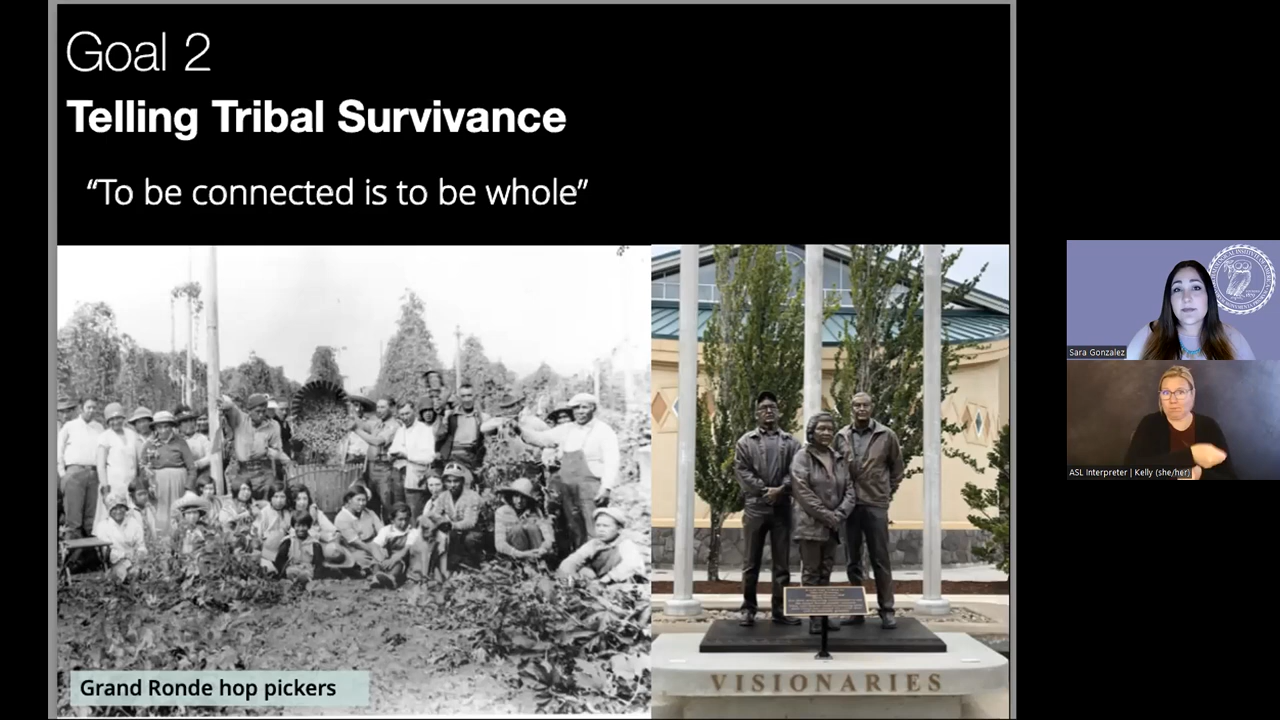 Goal 2
Telling Tribal Survivance
“To be connected is to be whole”
Grand Ronde hop pickers
VISIONARIES
Sara Gonzalez
ASL Interpreter | Kelly (she/her)